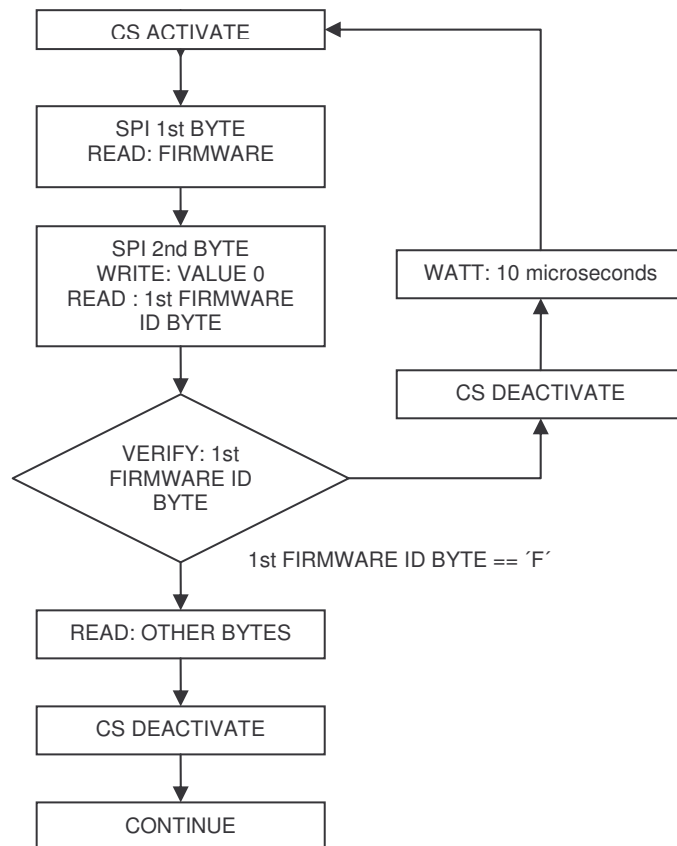 CS ACTIVATE
SPI 1st BYTE
READ: FIRMWARE
SPI 2nd BYTE
WRITE: VALUE 0
READ : 1st FIRMWARE
ID BYTE
WATT: 10 microseconds
CS DEACTIVATE
VERIFY: 1st
FIRMWARE ID
BYTE
1st FIRMWARE ID BYTE == ´F´
READ: OTHER BYTES
CS DEACTIVATE
CONTINUE